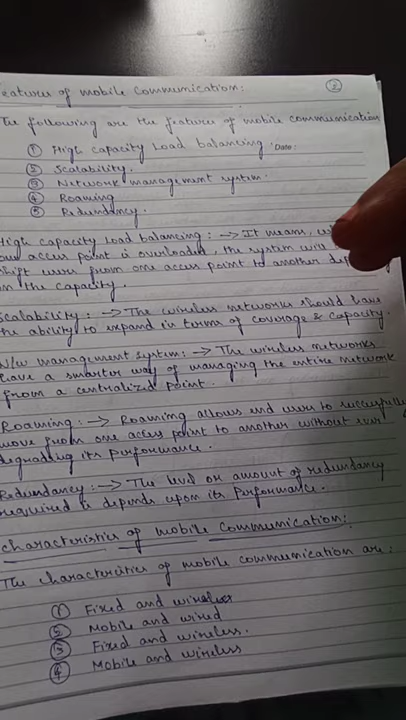 Features of mobile communication: ②
The following are the features of mobile communication
① High capacity Load balancing. Date:
② Scalability.
③ Network management system.
④ Roaming
⑤ Redundancy.
High capacity Load balancing: → It means,
one access point is overloaded, the system will
shift user from one access point to another
on the capacity.
Scalability: → The wireless networks should have
the ability to expand in terms of coverage & capacity.
N/w management system: → The wireless networks
have a smarter way of managing the entire network
from a centralized point.
Roaming: → Roaming allows end user to successfully
move from one access point to another without ever
degrading its performance.
Redundancy: → The level or amount of redundancy
required is depends upon its performance.
characteristics of mobile communication:
The characteristics of mobile communication are:
① Fixed and wired
② Mobile and wired
③ Fixed and wireless.
④ Mobile and wireless